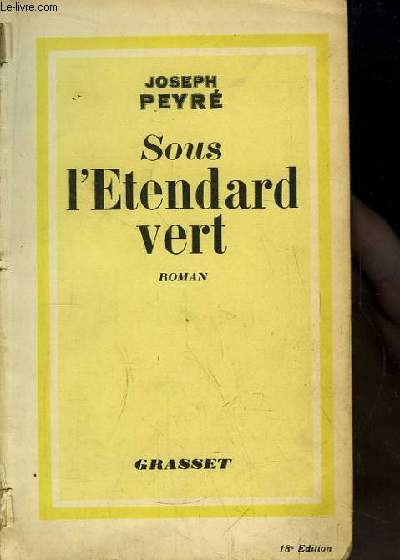 © Le-livre.com
JOSEPH
PEYRÉ
Sous
l'Etendard
vert
ROMAN
GRASSET
18e Edition